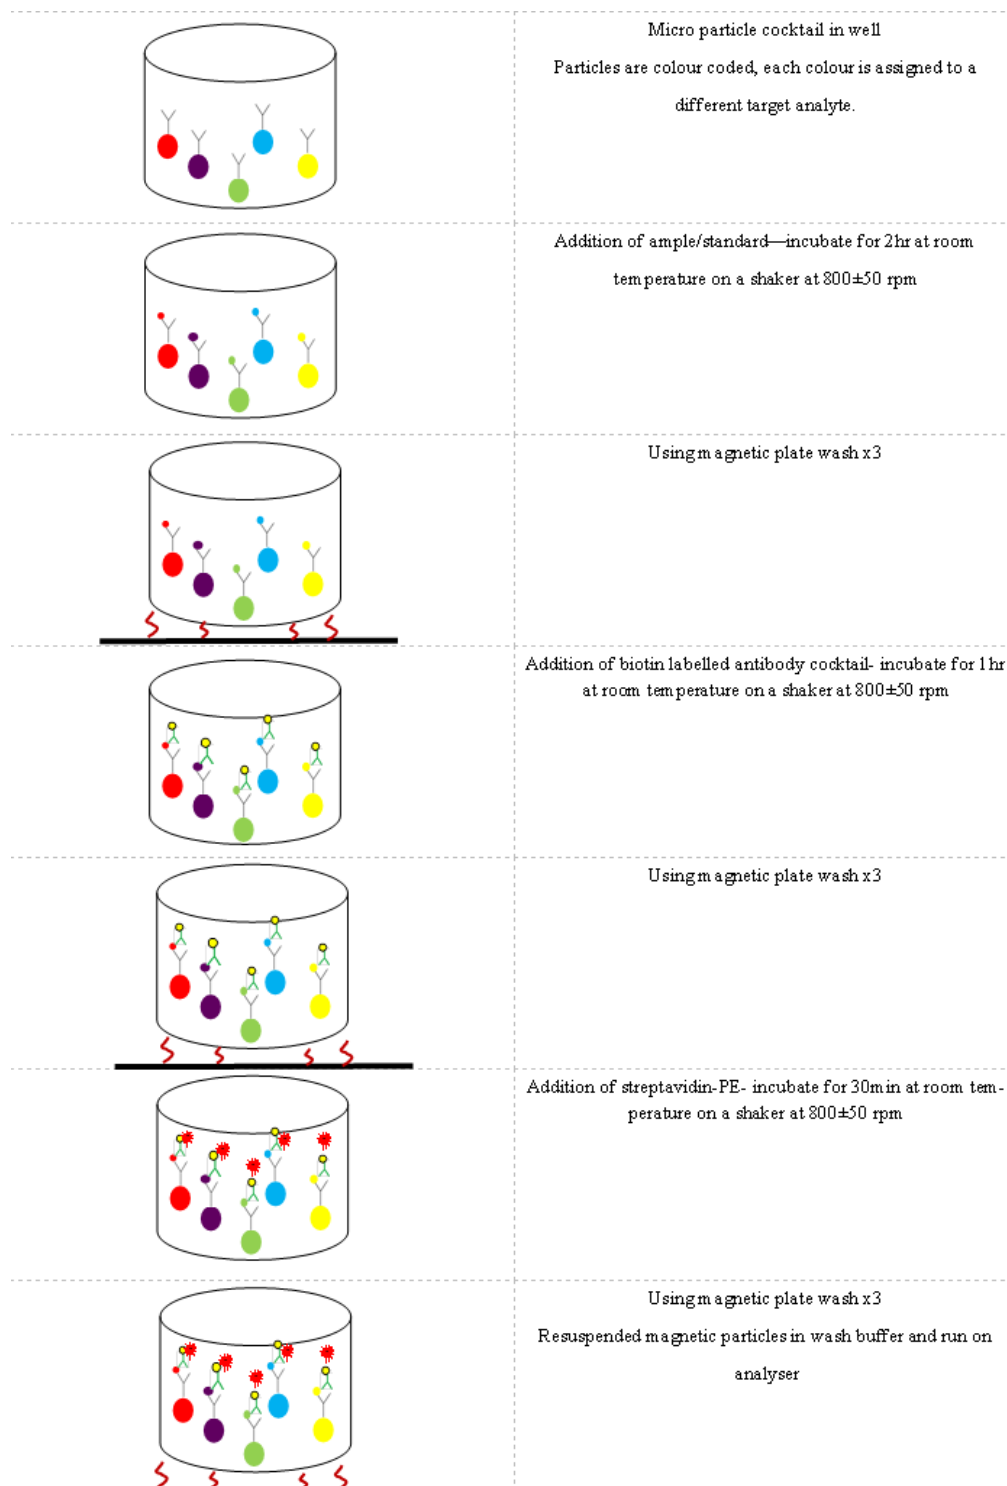 Micro particle cocktail in well
Particles are colour coded, each colour is assigned to a
different target analyte.
Addition of ample/standard—incubate for 2hr at room
temperature on a shaker at 800±50 rpm
Using magnetic plate wash x3
Addition of biotin labelled antibody cocktail- incubate for 1hr
at room temperature on a shaker at 800±50 rpm
Using magnetic plate wash x3
Addition of streptavidin-PE- incubate for 30min at room tem-
perature on a shaker at 800±50 rpm
Using magnetic plate wash x3
Resuspended magnetic particles in wash buffer and run on
analyser